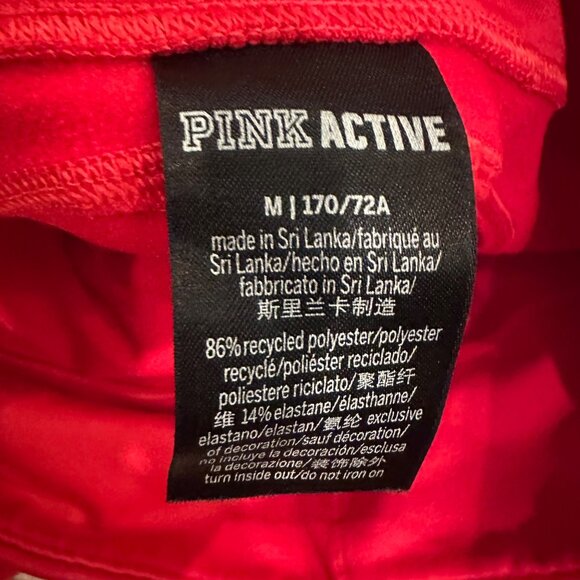 PINK ACTIVE
M | 170/72A
made in Sri Lanka/fabriqué au
Sri Lanka/hecho en Sri Lanka/
fabbricato in Sri Lanka/
斯里兰卡制造
86% recycled polyester/polyester
recyclé/poliéster reciclado/
poliestere riciclato/聚酯纤
维 14% elastane/élasthanne/
elastano/elastan/氨纶 exclusive
of decoration/sauf décoration/
no incluye la decoración/esclusa
la decorazione/装饰除外
turn inside out/do not iron on